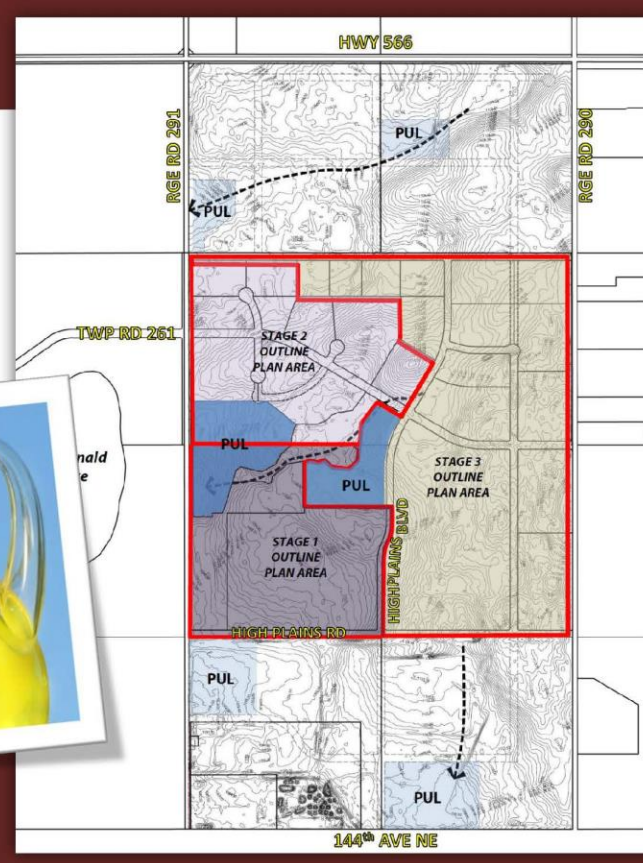 HWY 566
RGE RD 291
RGE RD 290
PUL
PUL
TWP RD 261
STAGE 2
OUTLINE
PLAN AREA
nald
e
PUL
PUL
STAGE 3
OUTLINE
PLAN AREA
STAGE 1
OUTLINE
PLAN AREA
HIGH PLAINS BLVD
HIGH PLAINS RD
PUL
PUL
144th AVE NE